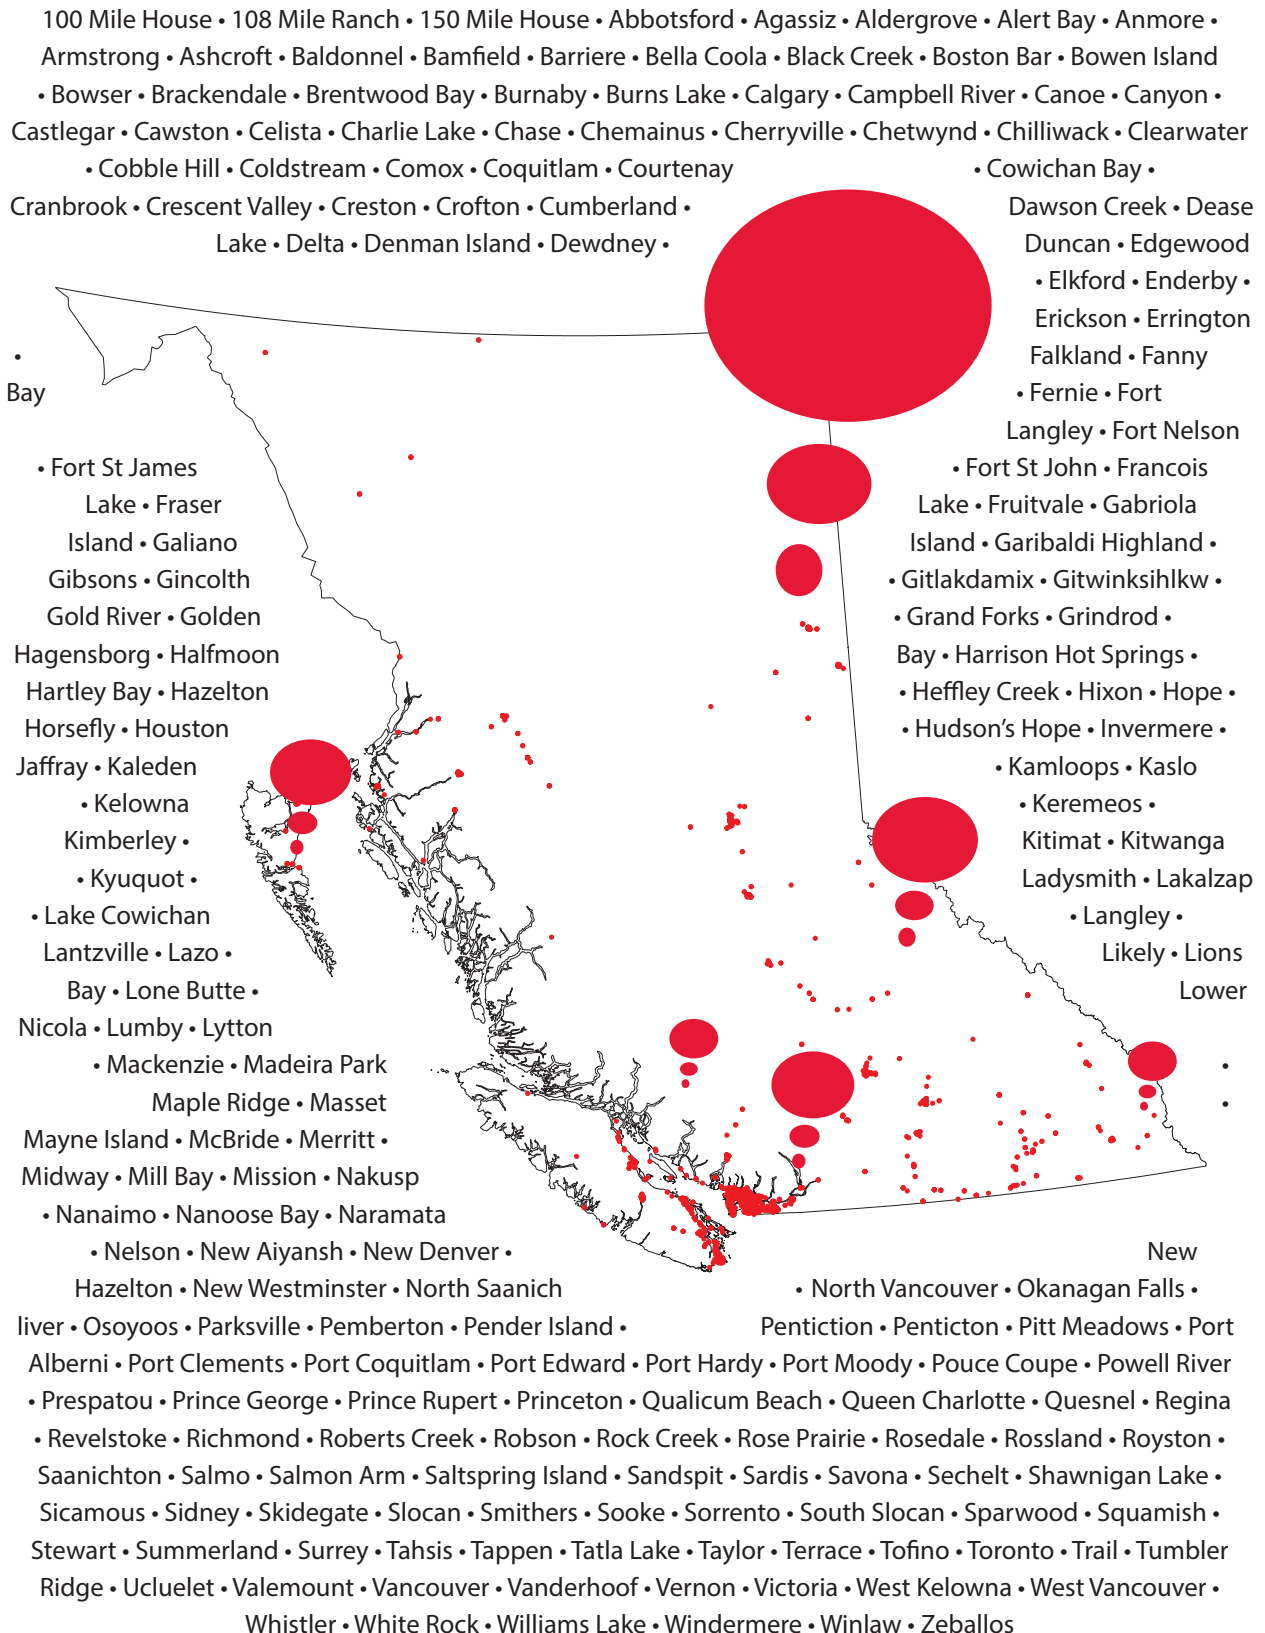 100 Mile House • 108 Mile Ranch • 150 Mile House • Abbotsford • Agassiz • Aldergrove • Alert Bay • Anmore •
Armstrong • Ashcroft • Baldonnel • Bamfield • Barriere • Bella Coola • Black Creek • Boston Bar • Bowen Island
• Bowser • Brackendale • Brentwood Bay • Burnaby • Burns Lake • Calgary • Campbell River • Canoe • Canyon •
Castlegar • Cawston • Celista • Charlie Lake • Chase • Chemainus • Cherryville • Chetwynd • Chilliwack • Clearwater
• Cobble Hill • Coldstream • Comox • Coquitlam • Courtenay • Cowichan Bay •
Cranbrook • Crescent Valley • Creston • Crofton • Cumberland • Dawson Creek • Dease
Lake • Delta • Denman Island • Dewdney • Duncan • Edgewood
• Elkford • Enderby •
Erickson • Errington
• Falkland • Fanny
Bay • Fernie • Fort
Langley • Fort Nelson
• Fort St James • Fort St John • Francois
Lake • Fraser Lake • Fruitvale • Gabriola
Island • Galiano Island • Garibaldi Highland •
Gibsons • Gincolth • Gitlakdamix • Gitwinksihlkw •
Gold River • Golden • Grand Forks • Grindrod •
Hagensborg • Halfmoon Bay • Harrison Hot Springs •
Hartley Bay • Hazelton • Heffley Creek • Hixon • Hope •
Horsefly • Houston • Hudson's Hope • Invermere •
Jaffray • Kaleden • Kamloops • Kaslo
• Kelowna • Keremeos •
Kimberley • Kitimat • Kitwanga
• Kyuquot • Ladysmith • Lakalzap
• Lake Cowichan • Langley •
Lantzville • Lazo • Likely • Lions
Bay • Lone Butte • Lower
Nicola • Lumby • Lytton
• Mackenzie • Madeira Park •
Maple Ridge • Masset •
Mayne Island • McBride • Merritt •
Midway • Mill Bay • Mission • Nakusp
• Nanaimo • Nanoose Bay • Naramata
• Nelson • New Aiyansh • New Denver • New
Hazelton • New Westminster • North Saanich • North Vancouver • Okanagan Falls •
liver • Osoyoos • Parksville • Pemberton • Pender Island • Pentiction • Penticton • Pitt Meadows • Port
Alberni • Port Clements • Port Coquitlam • Port Edward • Port Hardy • Port Moody • Pouce Coupe • Powell River
• Prespatou • Prince George • Prince Rupert • Princeton • Qualicum Beach • Queen Charlotte • Quesnel • Regina
• Revelstoke • Richmond • Roberts Creek • Robson • Rock Creek • Rose Prairie • Rosedale • Rossland • Royston •
Saanichton • Salmo • Salmon Arm • Saltspring Island • Sandspit • Sardis • Savona • Sechelt • Shawnigan Lake •
Sicamous • Sidney • Skidegate • Slocan • Smithers • Sooke • Sorrento • South Slocan • Sparwood • Squamish •
Stewart • Summerland • Surrey • Tahsis • Tappen • Tatla Lake • Taylor • Terrace • Tofino • Toronto • Trail • Tumbler
Ridge • Ucluelet • Valemount • Vancouver • Vanderhoof • Vernon • Victoria • West Kelowna • West Vancouver •
Whistler • White Rock • Williams Lake • Windermere • Winlaw • Zeballos